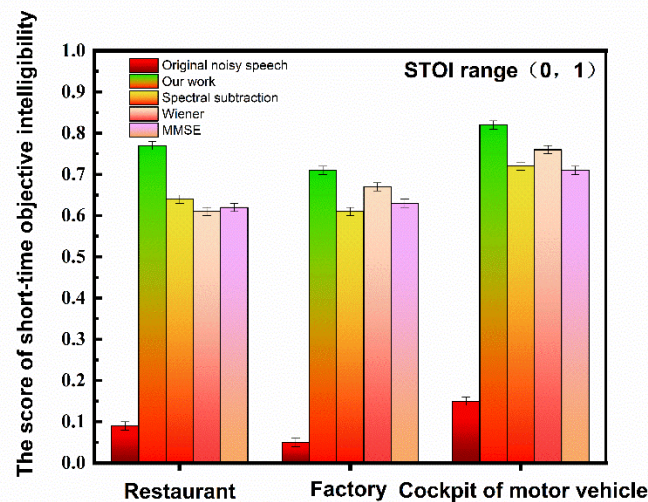 The score of short-time objective intelligibility
1.0
0.9
0.8
0.7
0.6
0.5
0.4
0.3
0.2
0.1
0.0
Original noisy speech
Our work
Spectral subtraction
Wiener
MMSE
STOI range（0，1）
Restaurant
Factory
Cockpit of motor vehicle